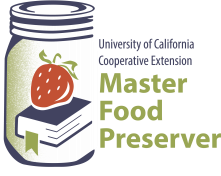 University of California
Cooperative Extension
Master
Food
Preserver